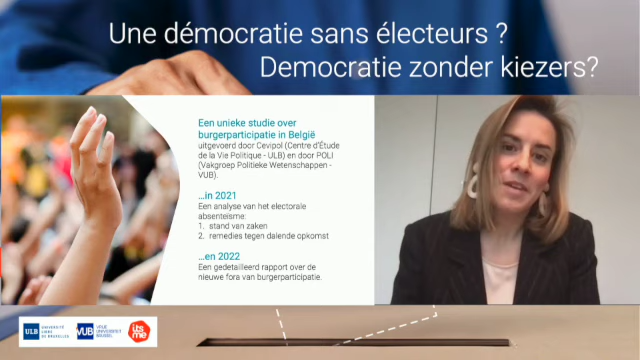 Une démocratie sans électeurs ?
Democratie zonder kiezers?
Een unieke studie over
burgerparticipatie in België
uitgevoerd door Cevipol (Centre d'Étude
de la Vie Politique - ULB) en door POLI
(Vakgroep Politieke Wetenschappen -
VUB).
...in 2021
Een analyse van het electorale
absenteïsme:
1. stand van zaken
2. remedies tegen dalende opkomst
...en 2022
Een gedetailleerd rapport over de
nieuwe fora van burgerparticipatie.
ULB
UNIVERSITÉ
LIBRE
DE BRUXELLES
VUB
VRIJE
UNIVERSITEIT
BRUSSEL
its
me